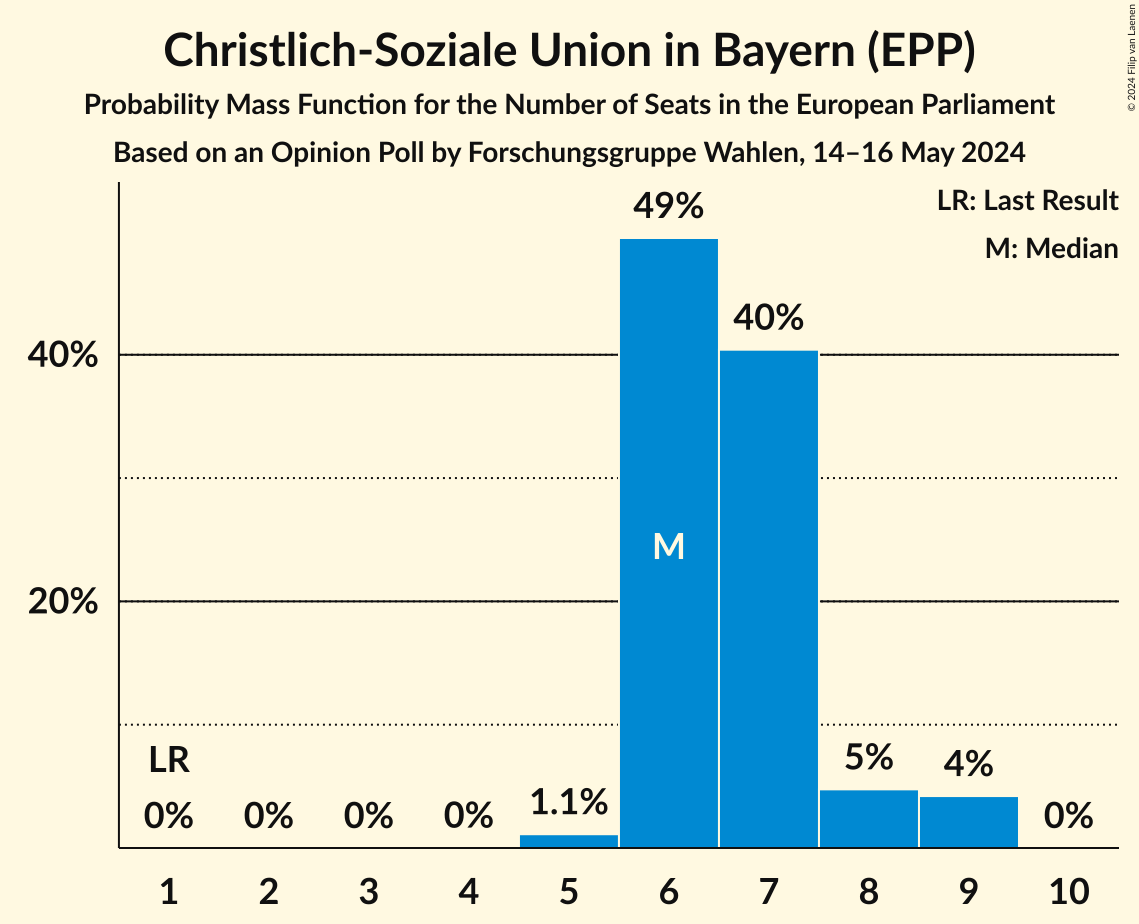 Christlich-Soziale Union in Bayern (EPP)
Probability Mass Function for the Number of Seats in the European Parliament
Based on an Opinion Poll by Forschungsgruppe Wahlen, 14–16 May 2024
© 2024 Filip van Laenen
LR: Last Result
M: Median
49%
40%
40%
20%
M
LR
0%
0%
0%
0%
1.1%
5%
4%
0%
1 2 3 4 5 6 7 8 9 10